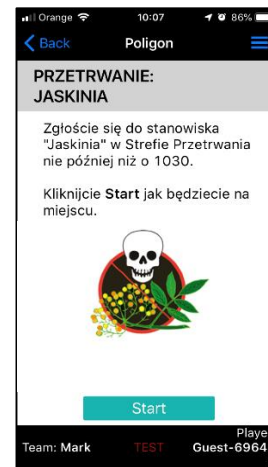 Orange 10:07 86%
Back Poligon
PRZETRWANIE:
JASKINIA
Zgłoście się do stanowiska
"Jaskinia" w Strefie Przetrwania
nie później niż o 1030.
Kliknijcie Start jak będziecie na
miejscu.
Start
Playe
Team: Mark TEST Guest-6964